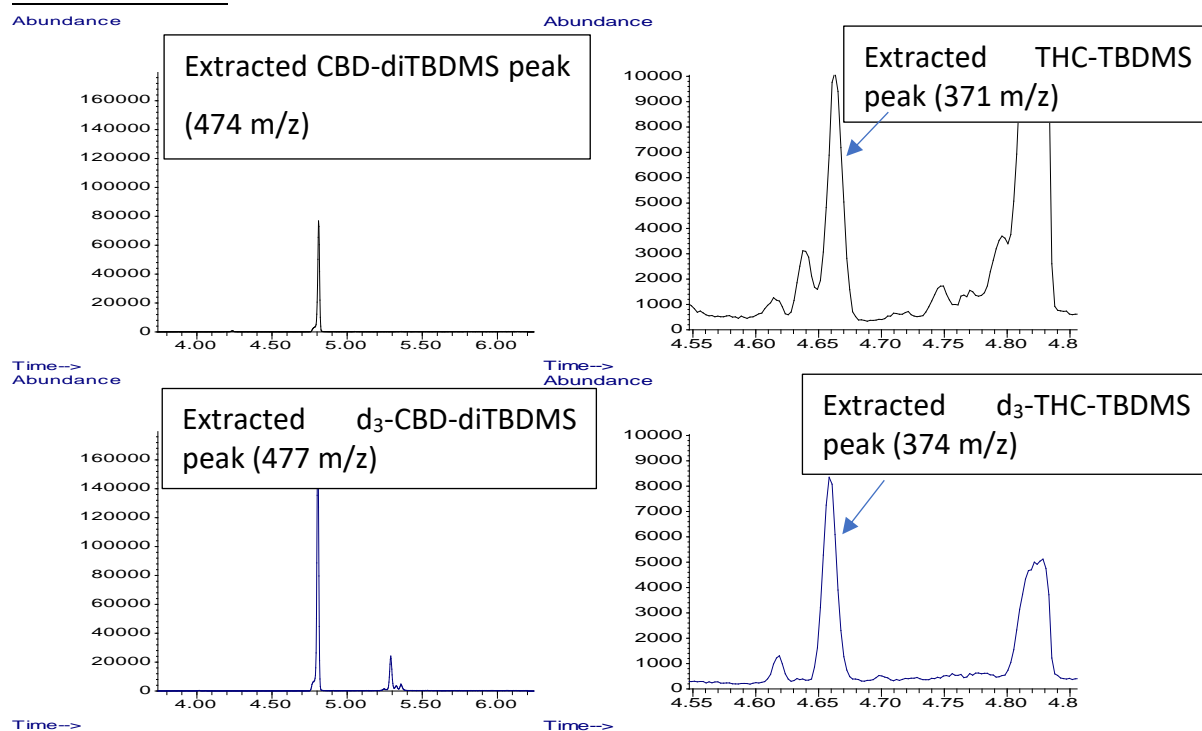 Abundance
Extracted CBD-diTBDMS peak
(474 m/z)
160000
140000
120000
100000
80000
60000
40000
20000
0
4.00 4.50 5.00 5.50 6.00
Time-->
Abundance
Extracted THC-TBDMS
peak (371 m/z)
10000
9000
8000
7000
6000
5000
4000
3000
2000
1000
0
4.55 4.60 4.65 4.70 4.75 4.80 4.8
Time-->
Abundance
Extracted d₃-CBD-diTBDMS
peak (477 m/z)
160000
140000
120000
100000
80000
60000
40000
20000
0
4.00 4.50 5.00 5.50 6.00
Time-->
Abundance
Extracted d₃-THC-TBDMS
peak (374 m/z)
10000
9000
8000
7000
6000
5000
4000
3000
2000
1000
0
4.55 4.60 4.65 4.70 4.75 4.80 4.8
Time-->